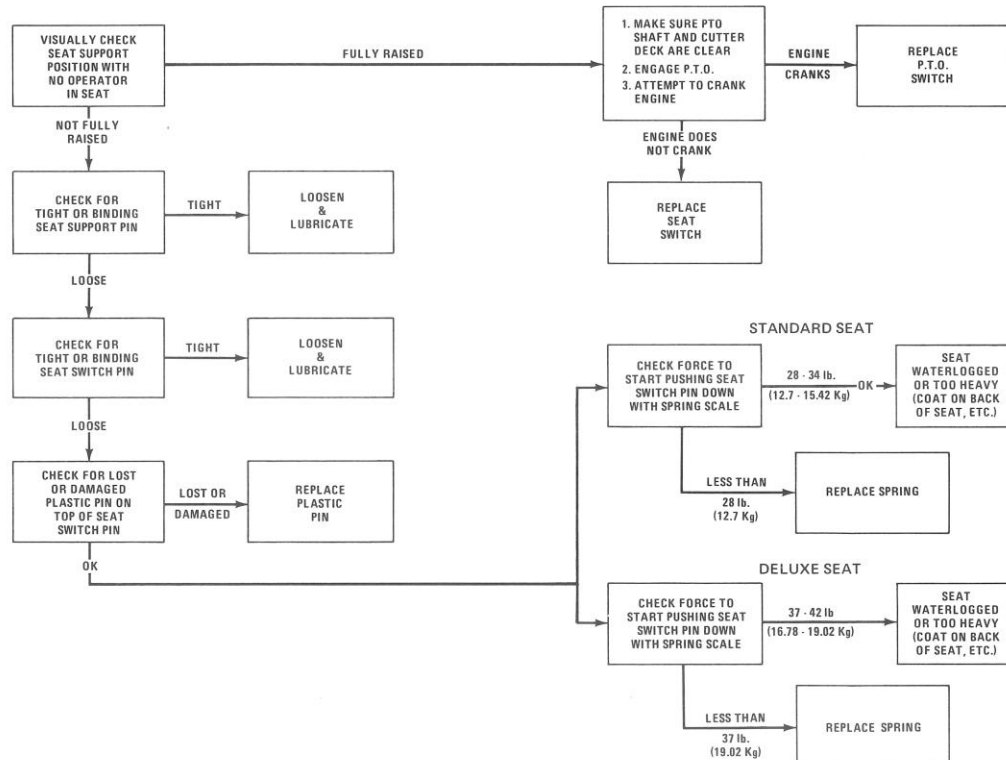 VISUALLY CHECK
SEAT SUPPORT
POSITION WITH
NO OPERATOR
IN SEAT
FULLY RAISED
1. MAKE SURE PTO
SHAFT AND CUTTER
DECK ARE CLEAR
2. ENGAGE P.T.O.
3. ATTEMPT TO CRANK
ENGINE
ENGINE
CRANKS
REPLACE
P.T.O.
SWITCH
NOT FULLY
RAISED
ENGINE DOES
NOT CRANK
CHECK FOR
TIGHT OR BINDING
SEAT SUPPORT PIN
TIGHT
LOOSEN
&
LUBRICATE
REPLACE
SEAT
SWITCH
LOOSE
CHECK FOR
TIGHT OR BINDING
SEAT SWITCH PIN
TIGHT
LOOSEN
&
LUBRICATE
LOOSE
CHECK FOR LOST
OR DAMAGED
PLASTIC PIN ON
TOP OF SEAT
SWITCH PIN
LOST OR
DAMAGED
REPLACE
PLASTIC
PIN
OK
STANDARD SEAT
CHECK FORCE TO
START PUSHING SEAT
SWITCH PIN DOWN
WITH SPRING SCALE
28 - 34 lb.
(12.7 - 15.42 Kg)
OK
SEAT
WATERLOGGED
OR TOO HEAVY
(COAT ON BACK
OF SEAT, ETC.)
LESS THAN
28 lb.
(12.7 Kg)
REPLACE SPRING
DELUXE SEAT
CHECK FORCE TO
START PUSHING SEAT
SWITCH PIN DOWN
WITH SPRING SCALE
37 - 42 lb
(16.78 - 19.02 Kg)
SEAT
WATERLOGGED
OR TOO HEAVY
(COAT ON BACK
OF SEAT, ETC.)
LESS THAN
37 lb.
(19.02 Kg)
REPLACE SPRING